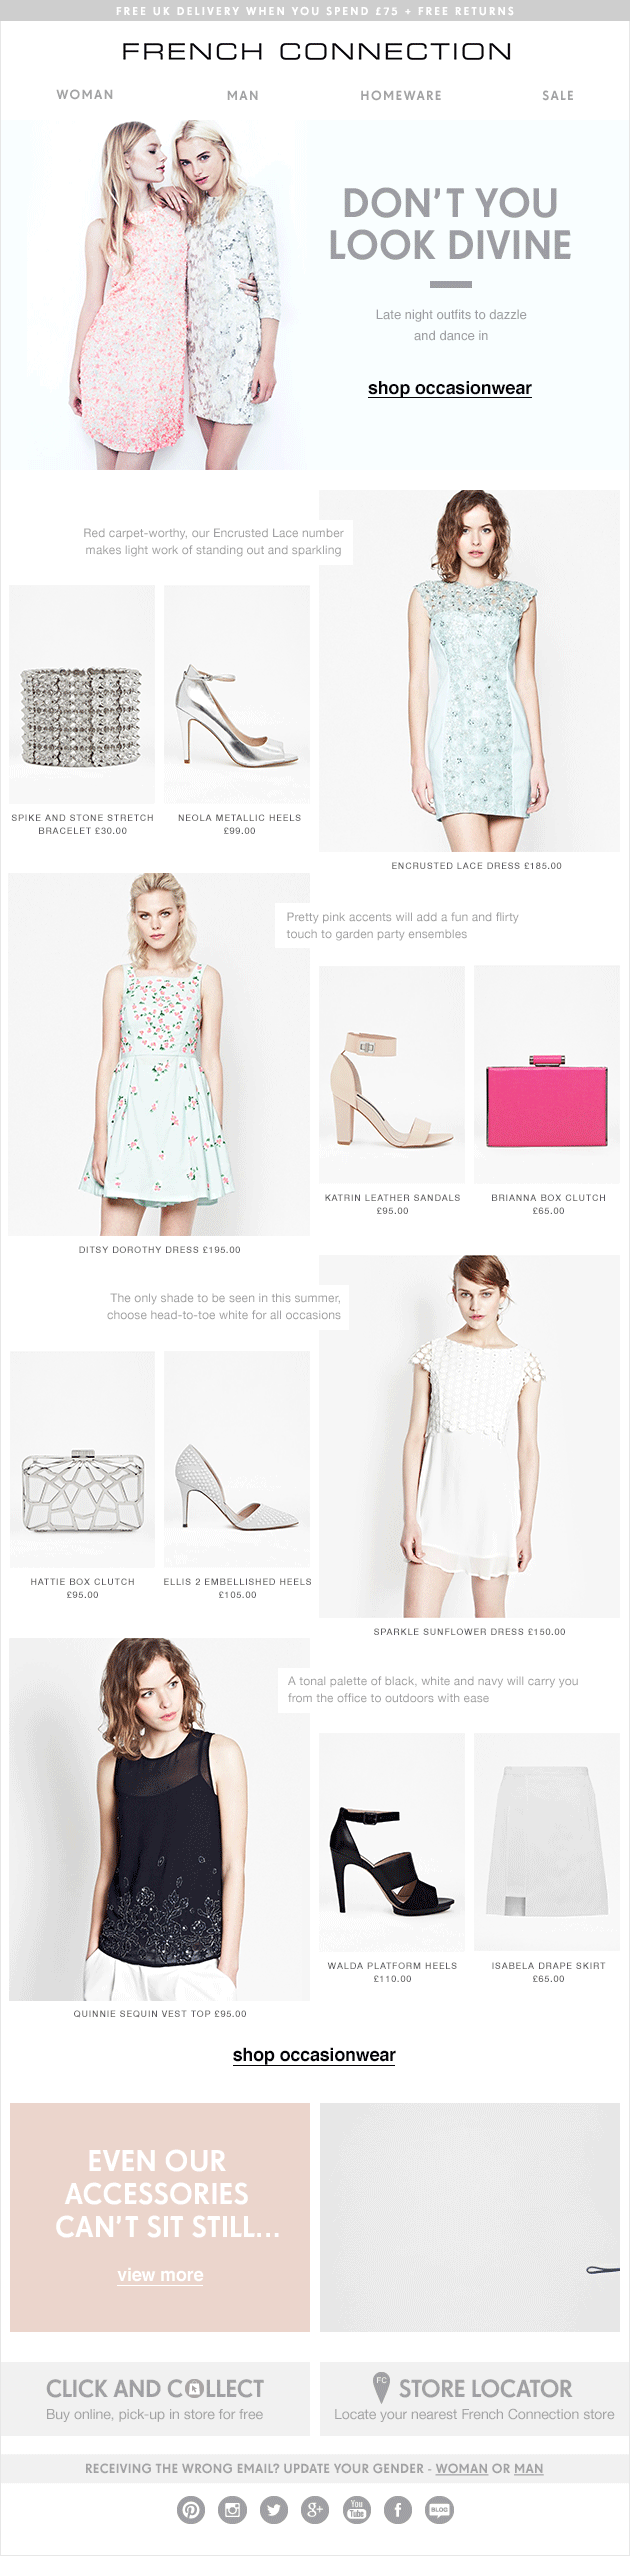 FREE UK DELIVERY WHEN YOU SPEND £75 + FREE RETURNS
FRENCH CONNECTION
WOMAN
MAN
HOMEWARE
SALE
DON'T YOU
LOOK DIVINE
Late night outfits to dazzle
and dance in
shop occasionwear
Red carpet-worthy, our Encrusted Lace number
makes light work of standing out and sparkling
SPIKE AND STONE STRETCH
BRACELET £30.00
NEOLA METALLIC HEELS
£99.00
ENCRUSTED LACE DRESS £185.00
Pretty pink accents will add a fun and flirty
touch to garden party ensembles
KATRIN LEATHER SANDALS
£95.00
BRIANNA BOX CLUTCH
£65.00
DITSY DOROTHY DRESS £195.00
The only shade to be seen in this summer,
choose head-to-toe white for all occasions
HATTIE BOX CLUTCH
£95.00
ELLIS 2 EMBELLISHED HEELS
£105.00
SPARKLE SUNFLOWER DRESS £150.00
A tonal palette of black, white and navy will carry you
from the office to outdoors with ease
WALDA PLATFORM HEELS
£110.00
ISABELA DRAPE SKIRT
£65.00
QUINNIE SEQUIN VEST TOP £95.00
shop occasionwear
EVEN OUR
ACCESSORIES
CAN'T SIT STILL...
view more
CLICK AND COLLECT
Buy online, pick-up in store for free
FC
STORE LOCATOR
Locate your nearest French Connection store
RECEIVING THE WRONG EMAIL? UPDATE YOUR GENDER - WOMAN OR MAN
g+
You
Tube
f
BLOG